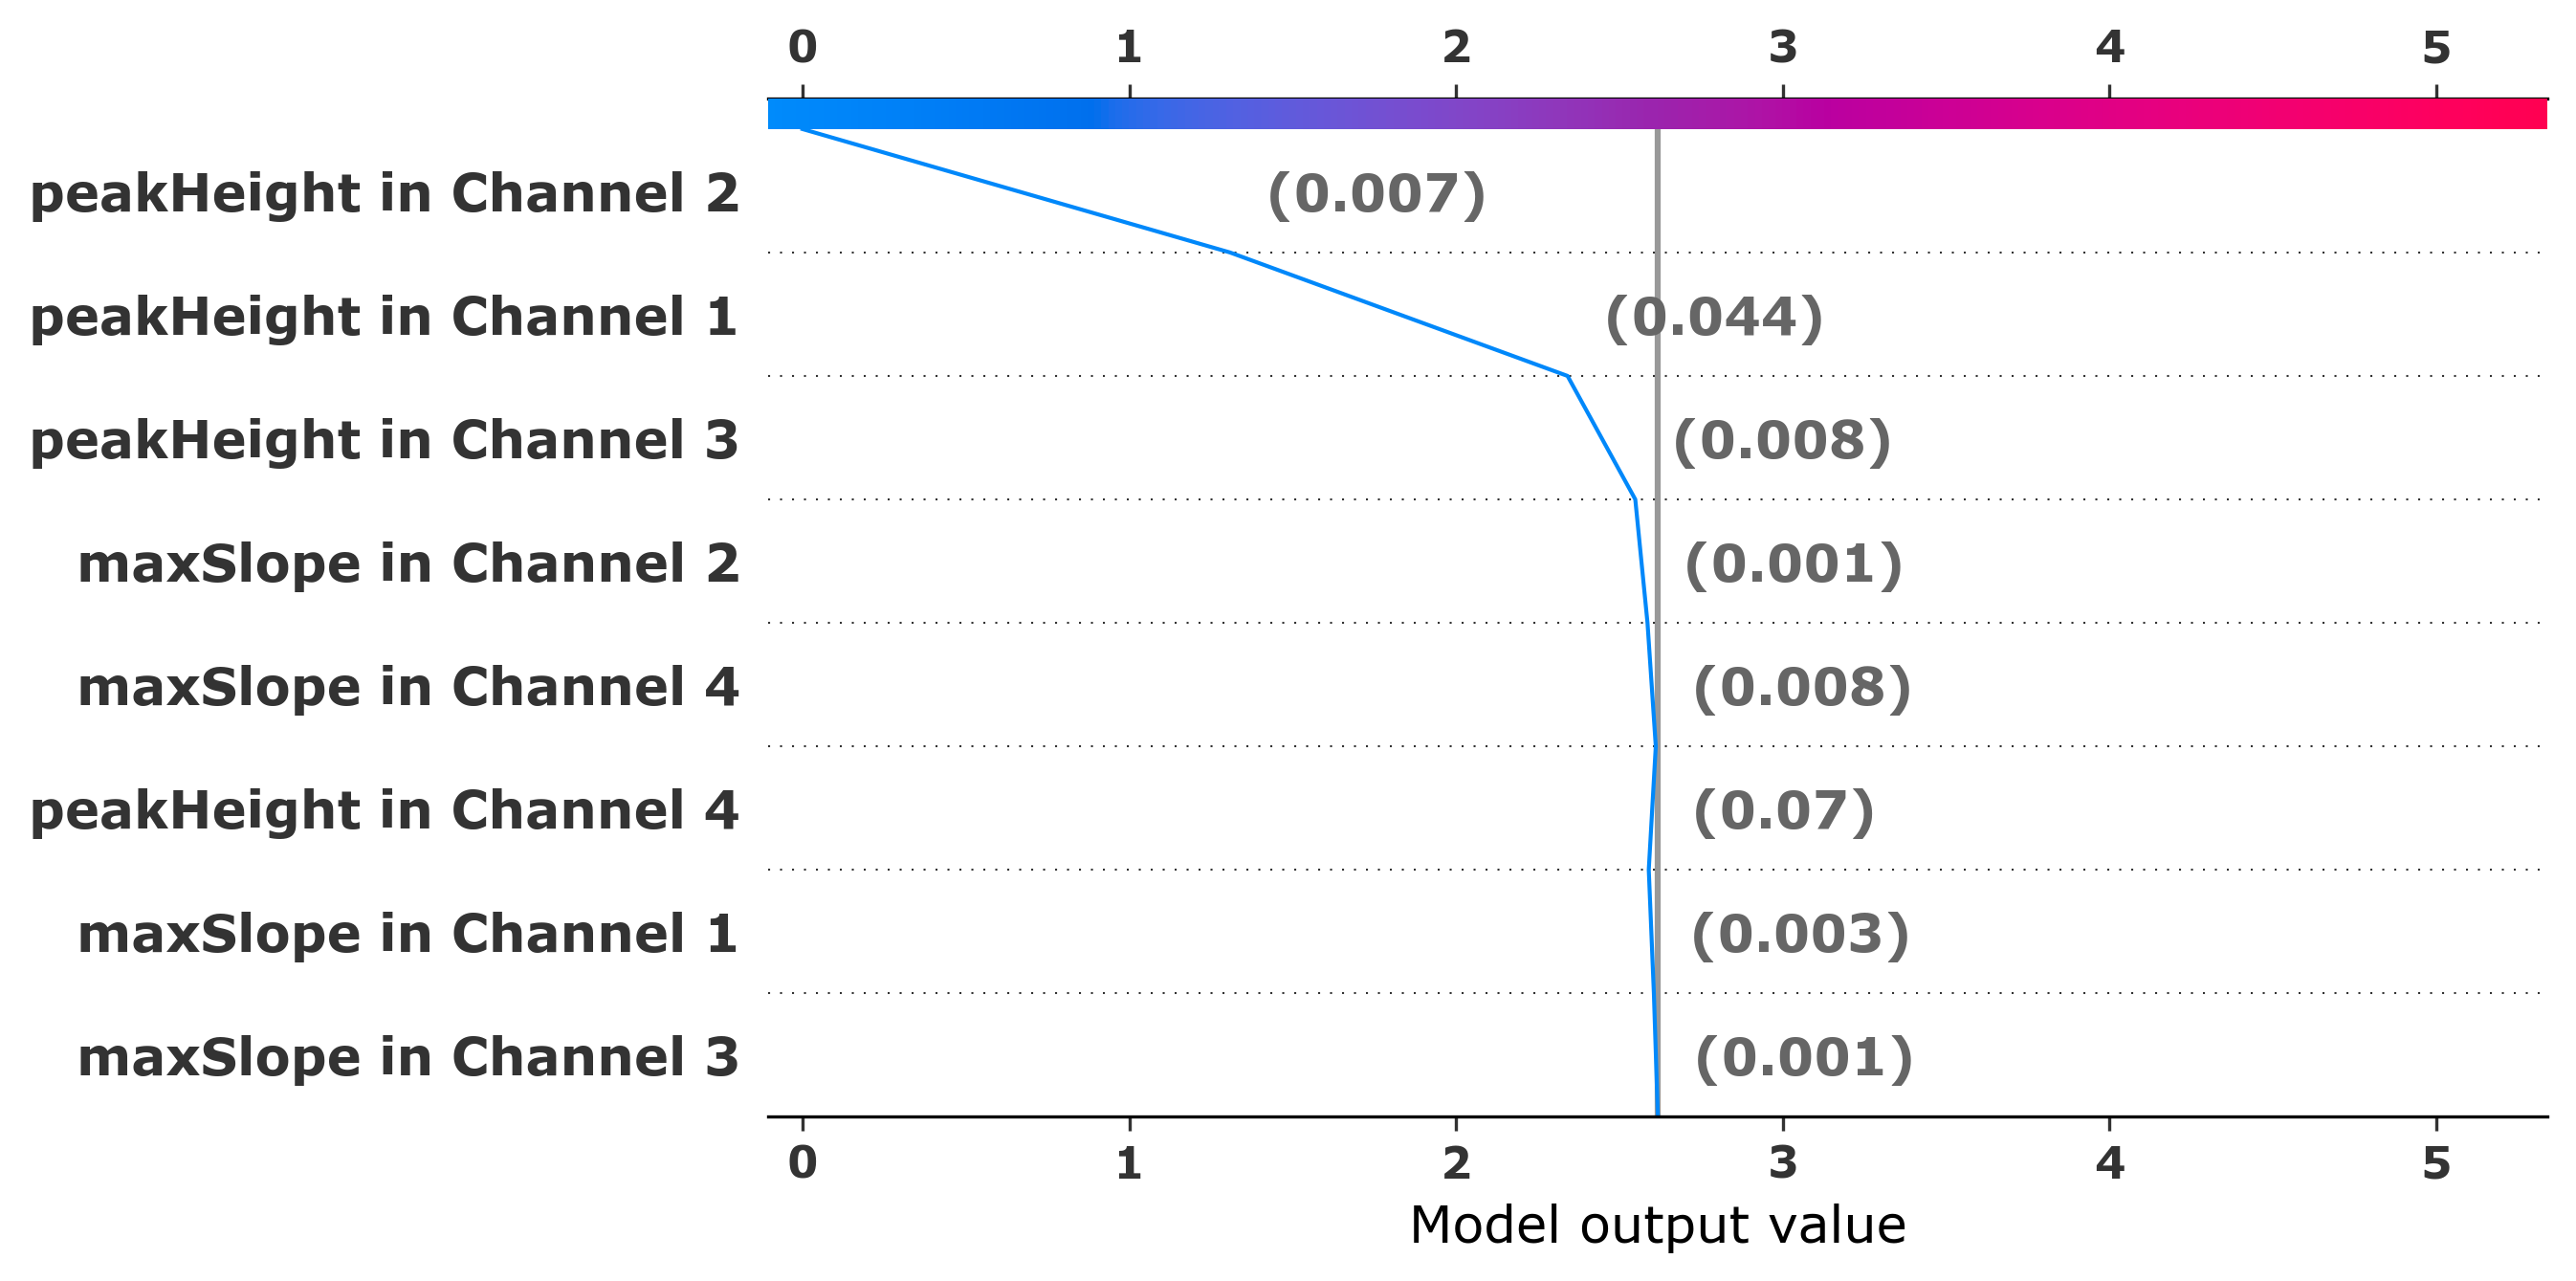 0 1 2 3 4 5
peakHeight in Channel 2 (0.007)
peakHeight in Channel 1 (0.044)
peakHeight in Channel 3 (0.008)
maxSlope in Channel 2 (0.001)
maxSlope in Channel 4 (0.008)
peakHeight in Channel 4 (0.07)
maxSlope in Channel 1 (0.003)
maxSlope in Channel 3 (0.001)
0 1 2 3 4 5
Model output value